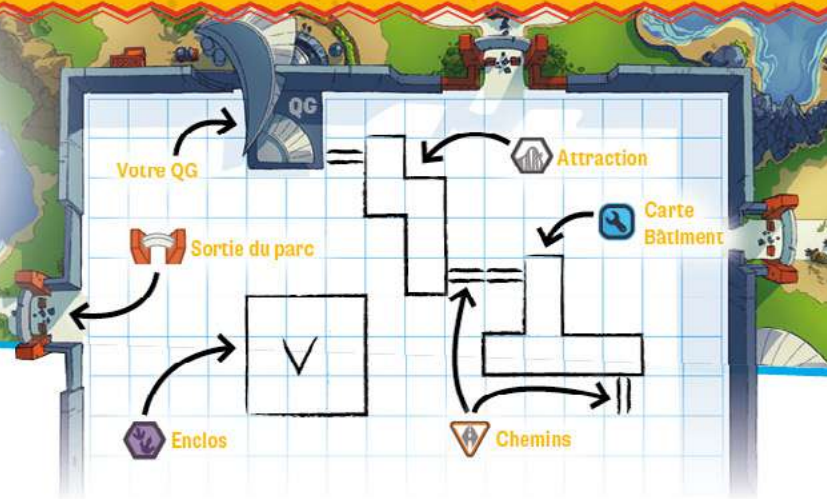 QG
Votre QG
Attraction
Carte
Bâtiment
Sortie du parc
V
Enclos
Chemins